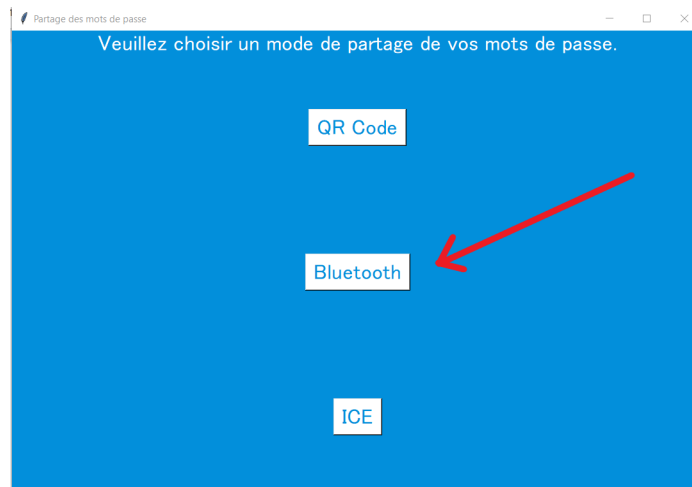 Partage des mots de passe
Veuillez choisir un mode de partage de vos mots de passe.
QR Code
Bluetooth
ICE